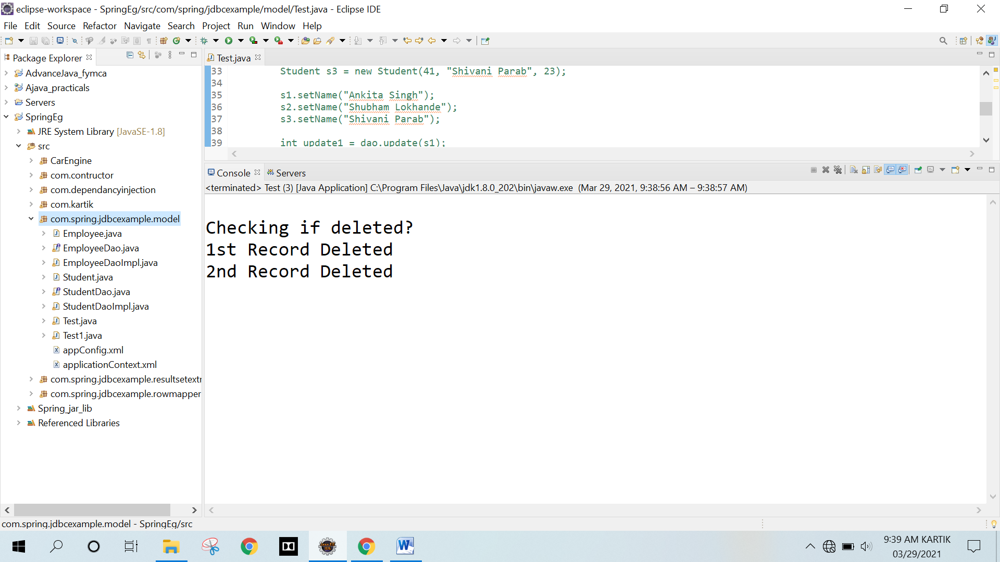 eclipse-workspace - SpringEg/src/com/spring/jdbcexample/model/Test.java - Eclipse IDE
File Edit Source Refactor Navigate Search Project Run Window Help
Package Explorer
AdvanceJava_fymca
Ajava_practicals
Servers
SpringEg
JRE System Library [JavaSE-1.8]
src
CarEngine
com.contructor
com.dependancyinjection
com.kartik
com.spring.jdbcexample.model
Employee.java
EmployeeDao.java
EmployeeDaoImpl.java
Student.java
StudentDao.java
StudentDaoImpl.java
Test.java
Test1.java
appConfig.xml
applicationContext.xml
com.spring.jdbcexample.resultsetextr
com.spring.jdbcexample.rowmapper
Spring_jar_lib
Referenced Libraries
Test.java
33 Student s3 = new Student(41, "Shivani Parab", 23);
34
35 s1.setName("Ankita Singh");
36 s2.setName("Shubham Lokhande");
37 s3.setName("Shivani Parab");
38
39 int update1 = dao.update(s1);
Console Servers
<terminated> Test (3) [Java Application] C:\Program Files\Java\jdk1.8.0_202\bin\javaw.exe (Mar 29, 2021, 9:38:56 AM – 9:38:57 AM)
Checking if deleted?
1st Record Deleted
2nd Record Deleted
com.spring.jdbcexample.model - SpringEg/src
9:39 AM KARTIK
03/29/2021